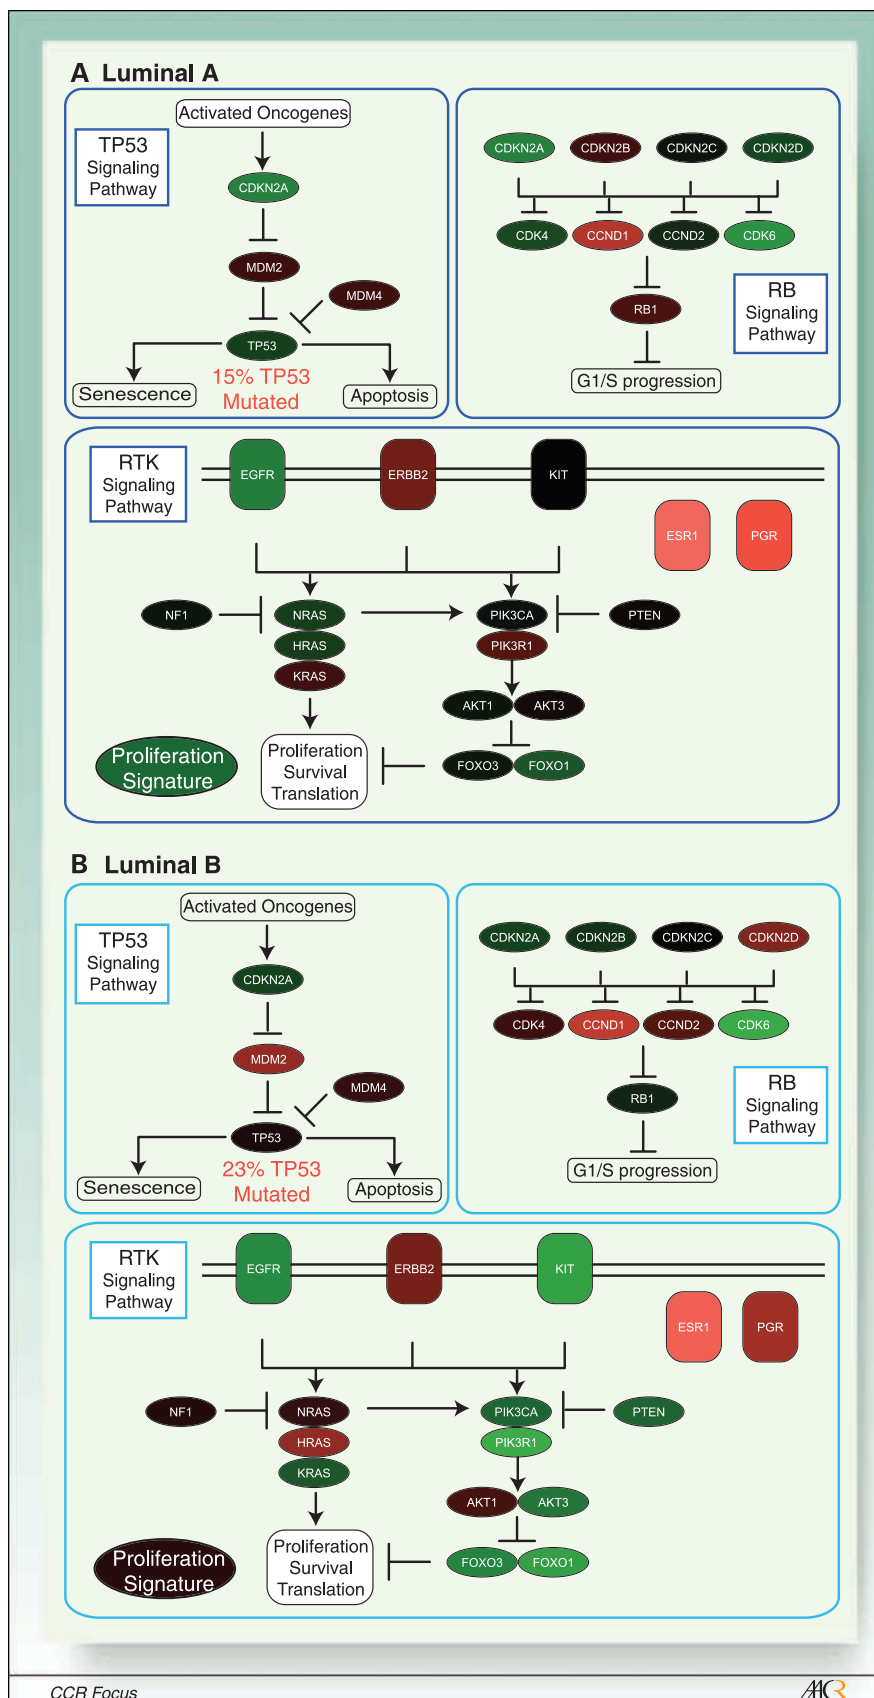 A Luminal A
Activated Oncogenes
TP53
Signaling
Pathway
CDKN2A
MDM2
MDM4
TP53
Senescence
15% TP53
Mutated
Apoptosis
CDKN2A CDKN2B CDKN2C CDKN2D
CDK4 CCND1 CCND2 CDK6
RB1
RB
Signaling
Pathway
G1/S progression
RTK
Signaling
Pathway
EGFR ERBB2 KIT
ESR1 PGR
NF1 NRAS PIK3CA PTEN
HRAS PIK3R1
KRAS
AKT1 AKT3
Proliferation
Signature
Proliferation
Survival
Translation
FOXO3 FOXO1
B Luminal B
Activated Oncogenes
TP53
Signaling
Pathway
CDKN2A
MDM2
MDM4
TP53
Senescence
23% TP53
Mutated
Apoptosis
CDKN2A CDKN2B CDKN2C CDKN2D
CDK4 CCND1 CCND2 CDK6
RB1
RB
Signaling
Pathway
G1/S progression
RTK
Signaling
Pathway
EGFR ERBB2 KIT
ESR1 PGR
NF1 NRAS PIK3CA PTEN
HRAS PIK3R1
KRAS
AKT1 AKT3
Proliferation
Signature
Proliferation
Survival
Translation
FOXO3 FOXO1
CCR Focus
AACR